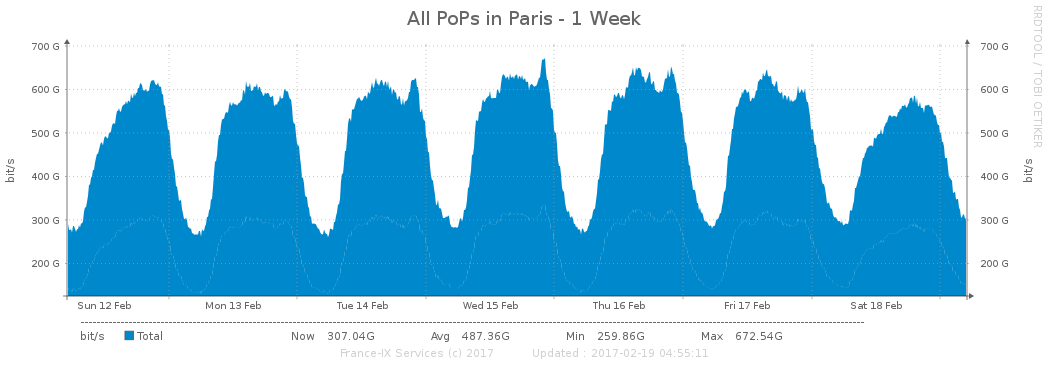 All PoPs in Paris - 1 Week
RRDTOOL / TOBI OETIKER
700 G 700 G
600 G 600 G
500 G 500 G
400 G 400 G
300 G 300 G
200 G 200 G
bit/s bit/s
Sun 12 Feb Mon 13 Feb Tue 14 Feb Wed 15 Feb Thu 16 Feb Fri 17 Feb Sat 18 Feb
bit/s Total Now 307.04G Avg 487.36G Min 259.86G Max 672.54G
France-IX Services (c) 2017 Updated : 2017-02-19 04:55:11